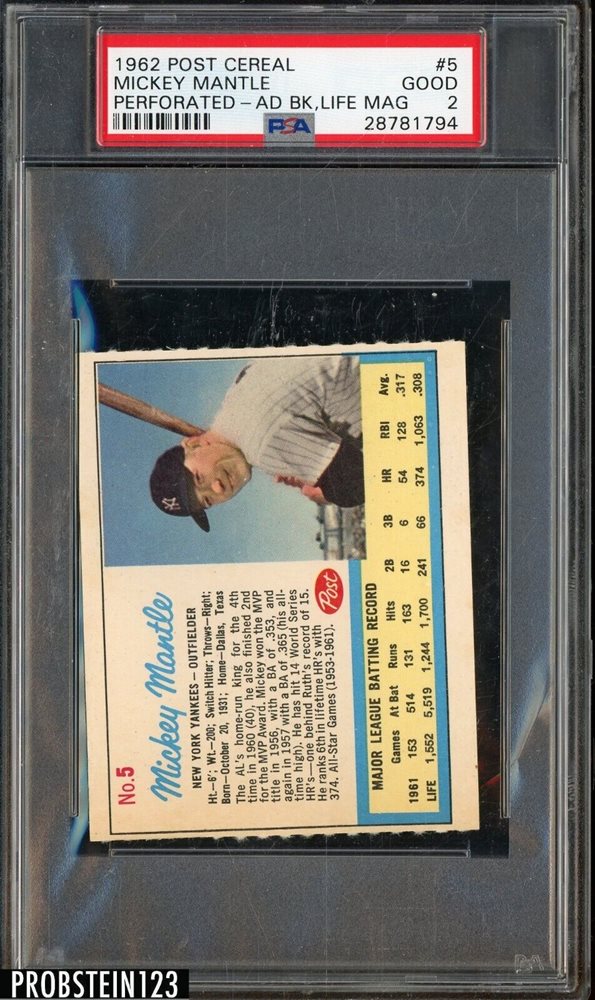 1962 POST CEREAL #5
MICKEY MANTLE GOOD
PERFORATED – AD BK,LIFE MAG 2
PSA 28781794
No.5
Mickey Mantle
NEW YORK YANKEES – OUTFIELDER
Ht.–6'; Wt.–200; Switch Hitter; Throws–Right;
Born–October 20, 1931; Home–Dallas, Texas
The AL's home-run king for the 4th
time in 1960 (40), he also finished 2nd
for the MVP Award. Mickey won the MVP
title in 1956, with a BA of .353, and
again in 1957 with a BA of .365 (his all-
time high). He has hit 14 World Series
HR's—one behind Ruth's record of 15.
He ranks 6th in lifetime HR's with
374. All-Star Games (1953-1961).
Post
MAJOR LEAGUE BATTING RECORD
Games At Bat Runs Hits 2B 3B HR RBI Avg.
1961 153 514 131 163 16 6 54 128 .317
LIFE 1,552 5,519 1,244 1,700 241 66 374 1,063 .308
PROBSTEIN123